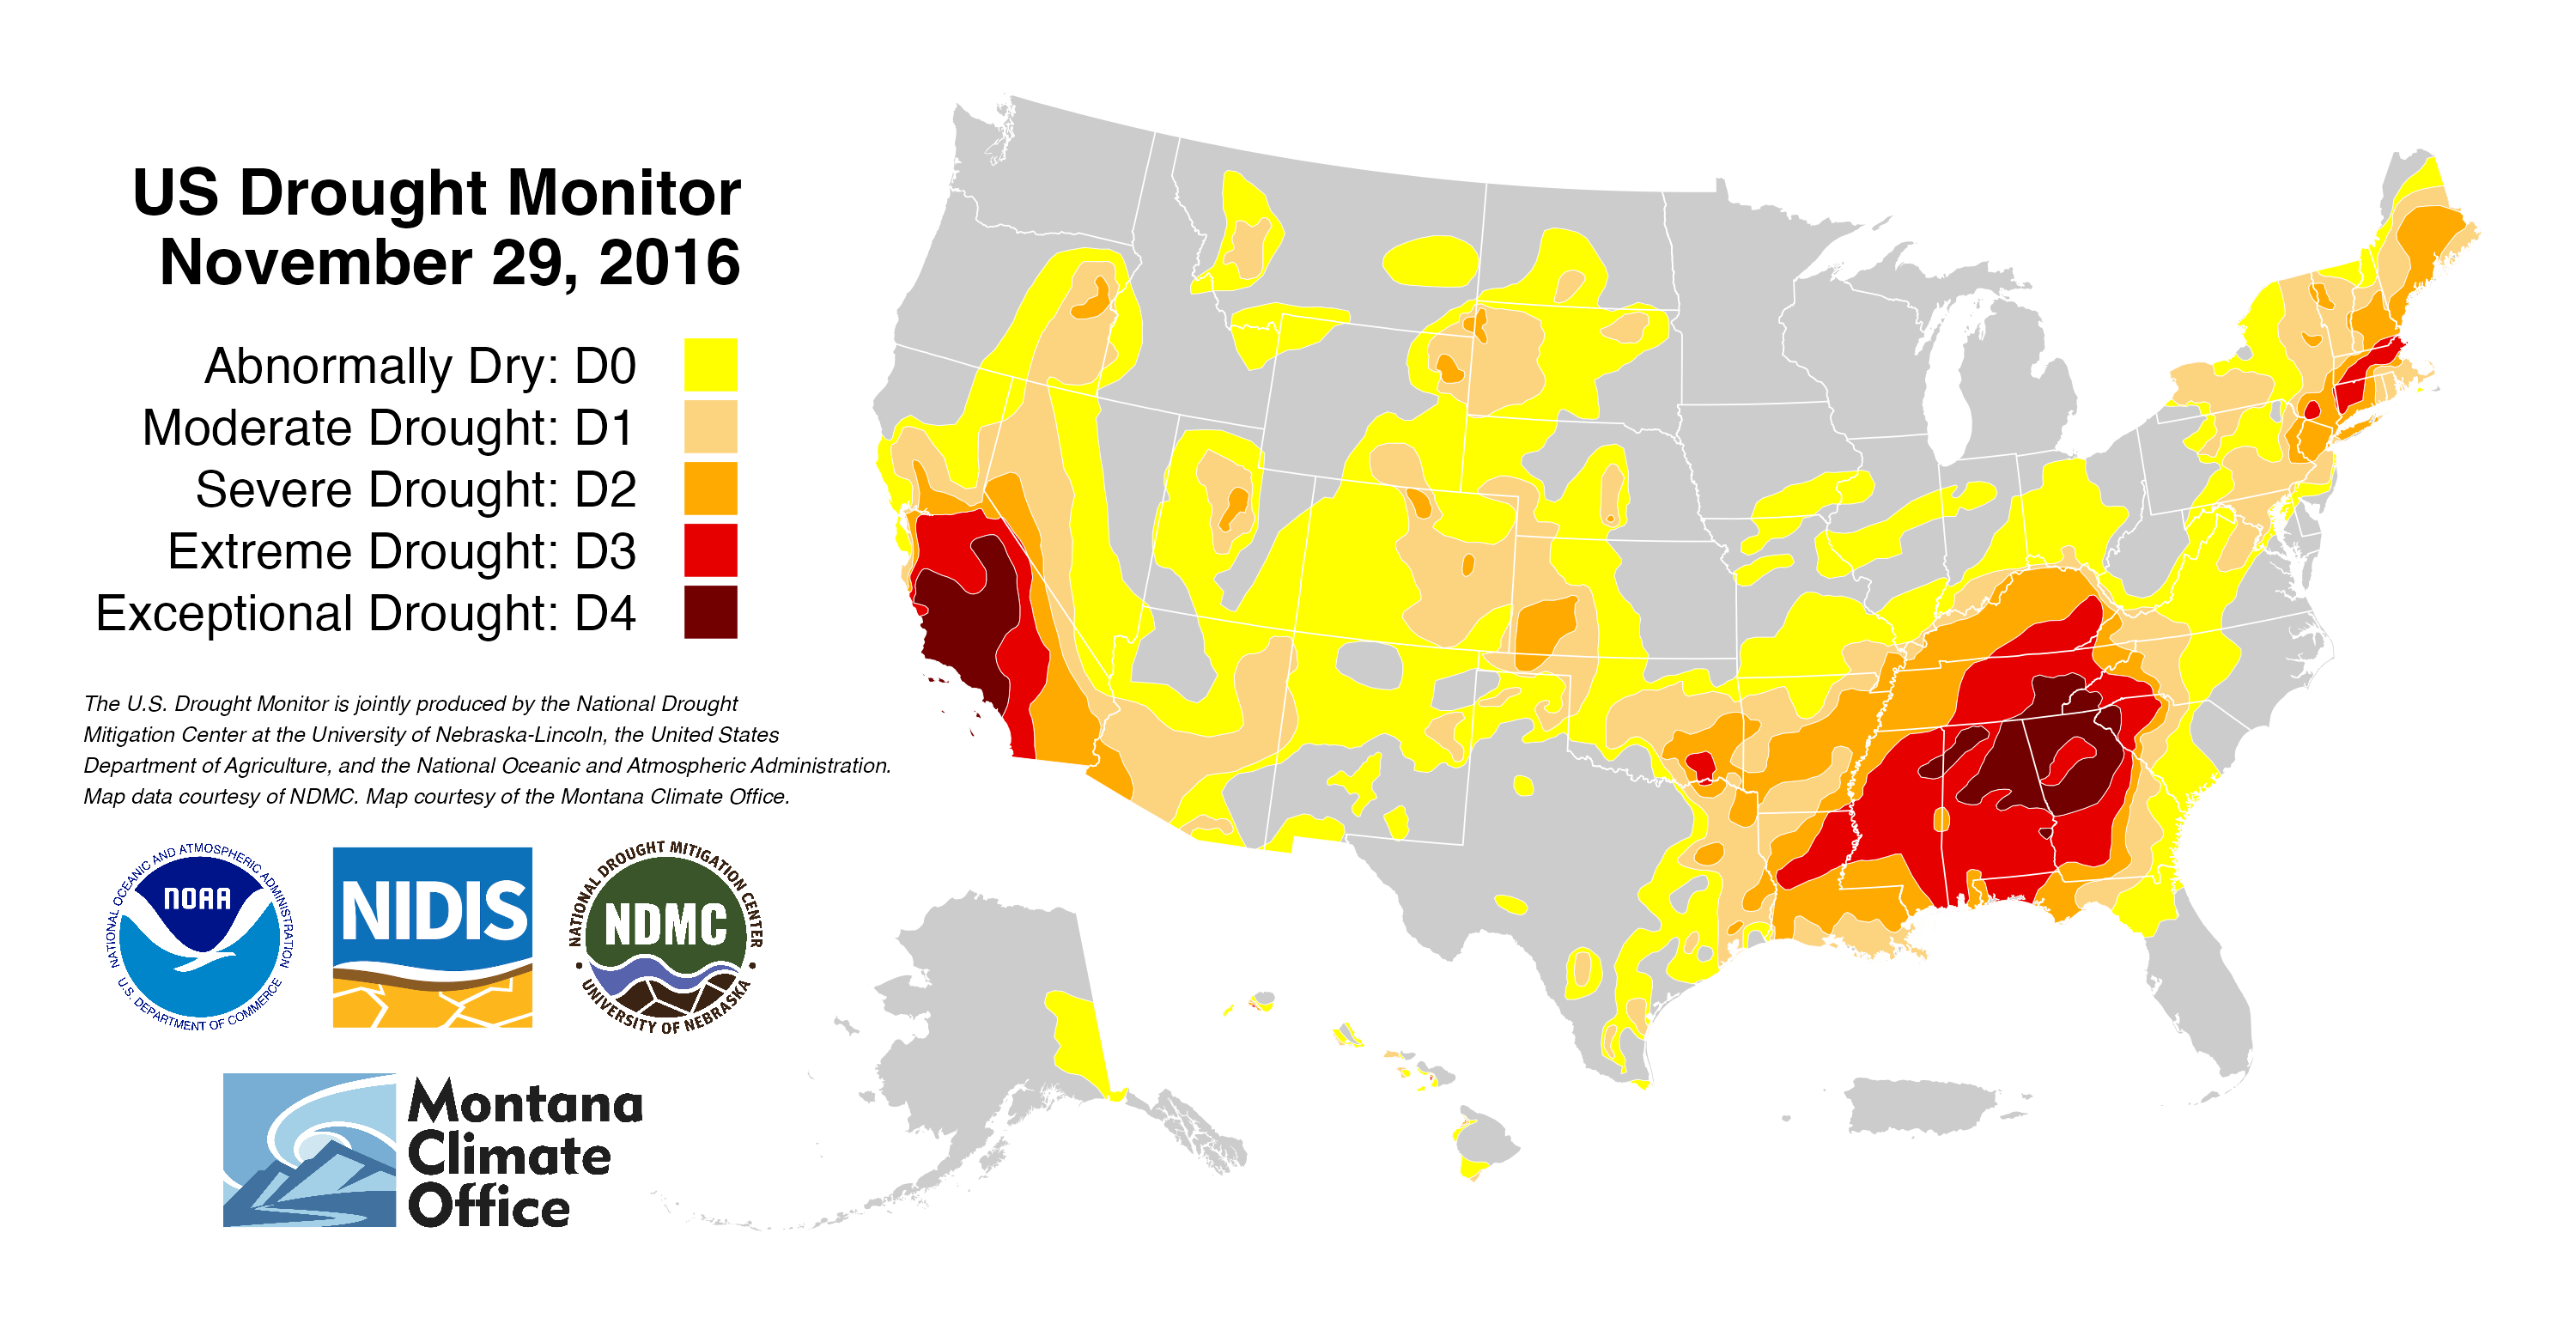 US Drought Monitor
November 29, 2016
Abnormally Dry: D0
Moderate Drought: D1
Severe Drought: D2
Extreme Drought: D3
Exceptional Drought: D4
The U.S. Drought Monitor is jointly produced by the National Drought
Mitigation Center at the University of Nebraska-Lincoln, the United States
Department of Agriculture, and the National Oceanic and Atmospheric Administration.
Map data courtesy of NDMC. Map courtesy of the Montana Climate Office.
NATIONAL OCEANIC AND ATMOSPHERIC ADMINISTRATION
NOAA
U.S. DEPARTMENT OF COMMERCE
NIDIS
NATIONAL DROUGHT MITIGATION CENTER
NDMC
UNIVERSITY OF NEBRASKA
Montana
Climate
Office